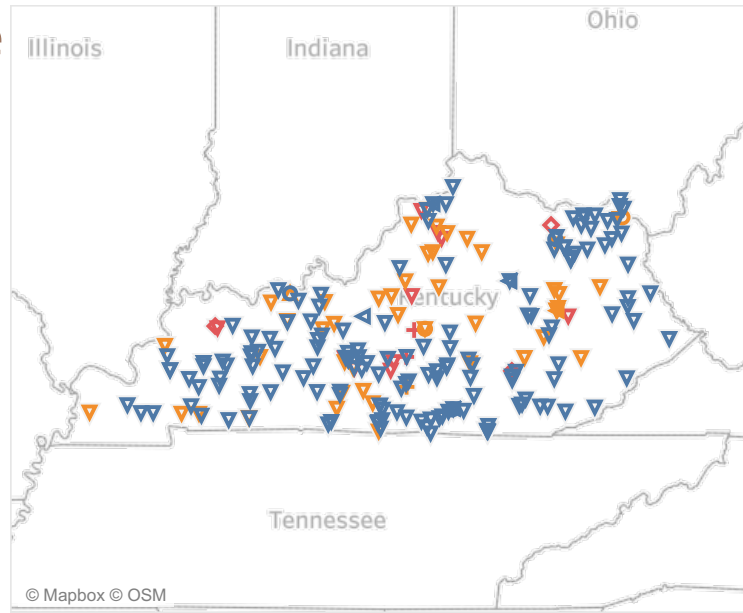 Ohio
Illinois
Indiana
Kentucky
Tennessee
© Mapbox © OSM